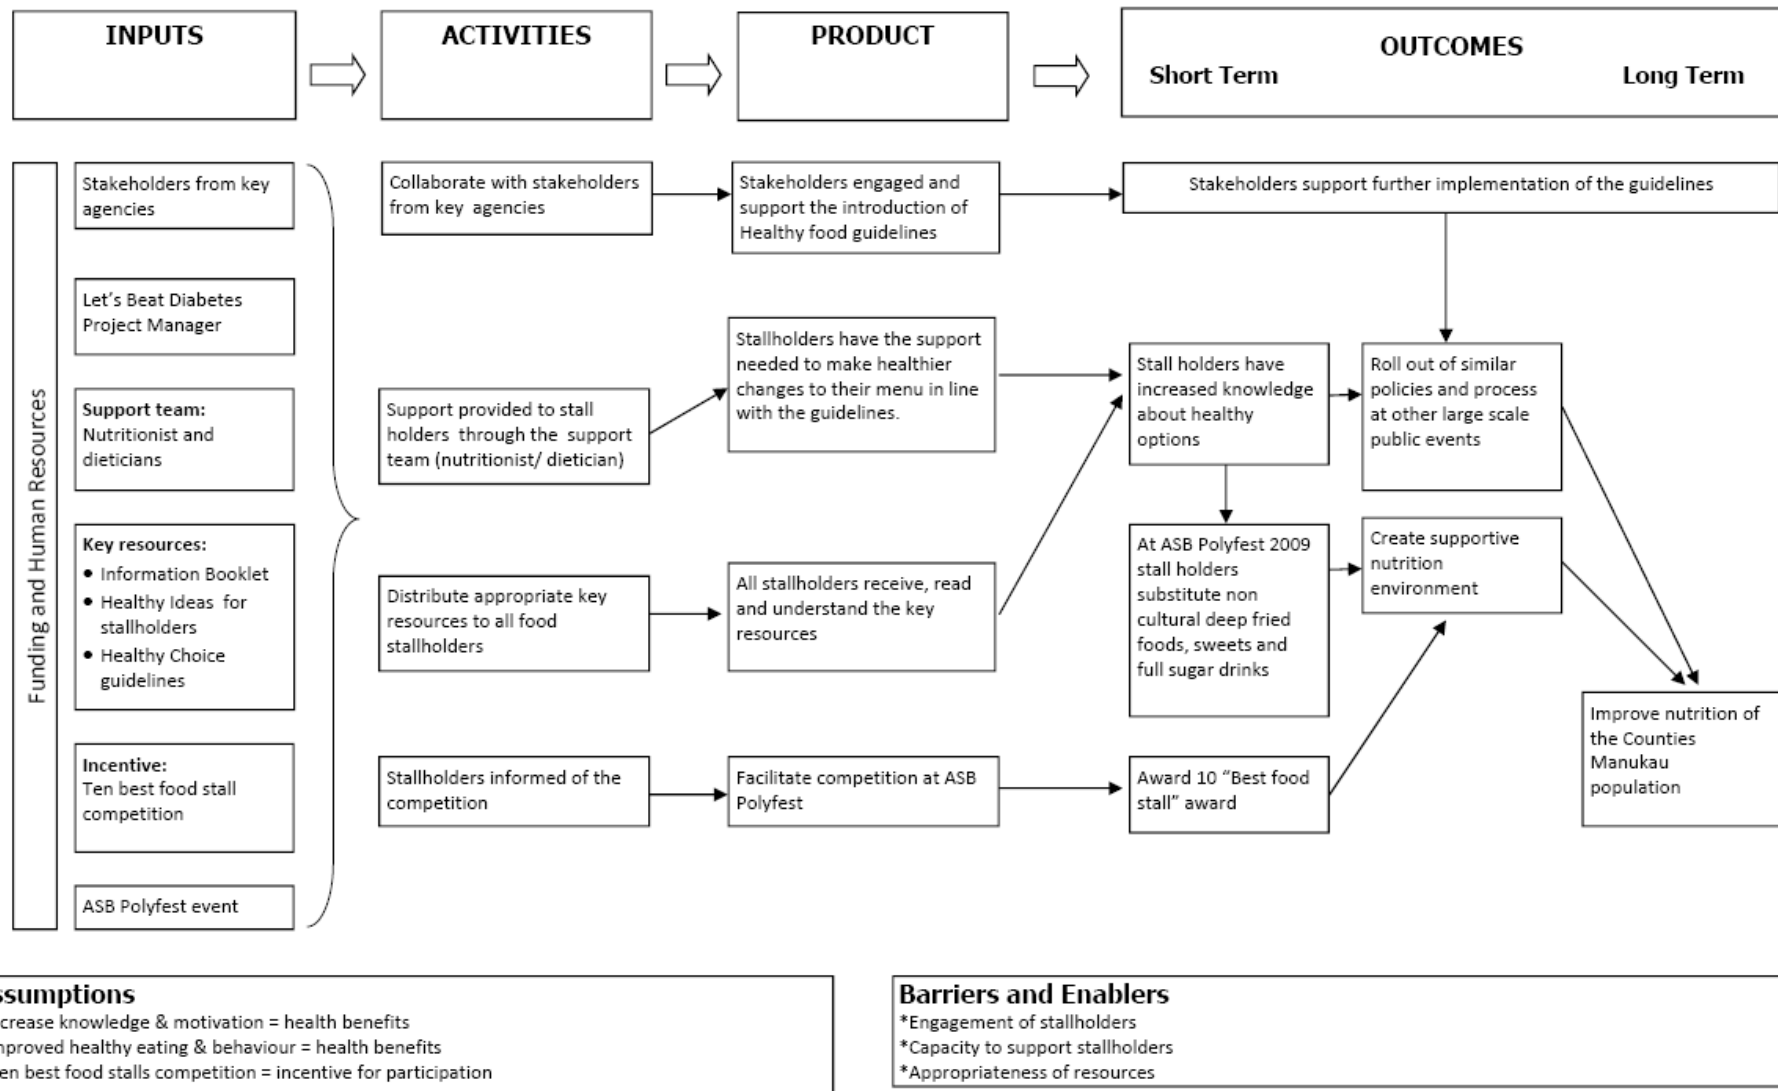 INPUTS
ACTIVITIES
PRODUCT
OUTCOMES
Short Term
Long Term
Funding and Human Resources
Stakeholders from key
agencies
Let's Beat Diabetes
Project Manager
Support team:
Nutritionist and
dieticians
Key resources:
• Information Booklet
• Healthy Ideas for
stallholders
• Healthy Choice
guidelines
Incentive:
Ten best food stall
competition
ASB Polyfest event
Collaborate with stakeholders
from key agencies
Support provided to stall
holders through the support
team (nutritionist/ dietician)
Distribute appropriate key
resources to all food
stallholders
Stallholders informed of the
competition
Stakeholders engaged and
support the introduction of
Healthy food guidelines
Stallholders have the support
needed to make healthier
changes to their menu in line
with the guidelines.
All stallholders receive, read
and understand the key
resources
Facilitate competition at ASB
Polyfest
Stakeholders support further implementation of the guidelines
Stall holders have
increased knowledge
about healthy
options
At ASB Polyfest 2009
stall holders
substitute non
cultural deep fried
foods, sweets and
full sugar drinks
Award 10 "Best food
stall" award
Roll out of similar
policies and process
at other large scale
public events
Create supportive
nutrition
environment
Improve nutrition of
the Counties
Manukau
population
ssumptions
crease knowledge & motivation = health benefits
nproved healthy eating & behaviour = health benefits
en best food stalls competition = incentive for participation
Barriers and Enablers
*Engagement of stallholders
*Capacity to support stallholders
*Appropriateness of resources